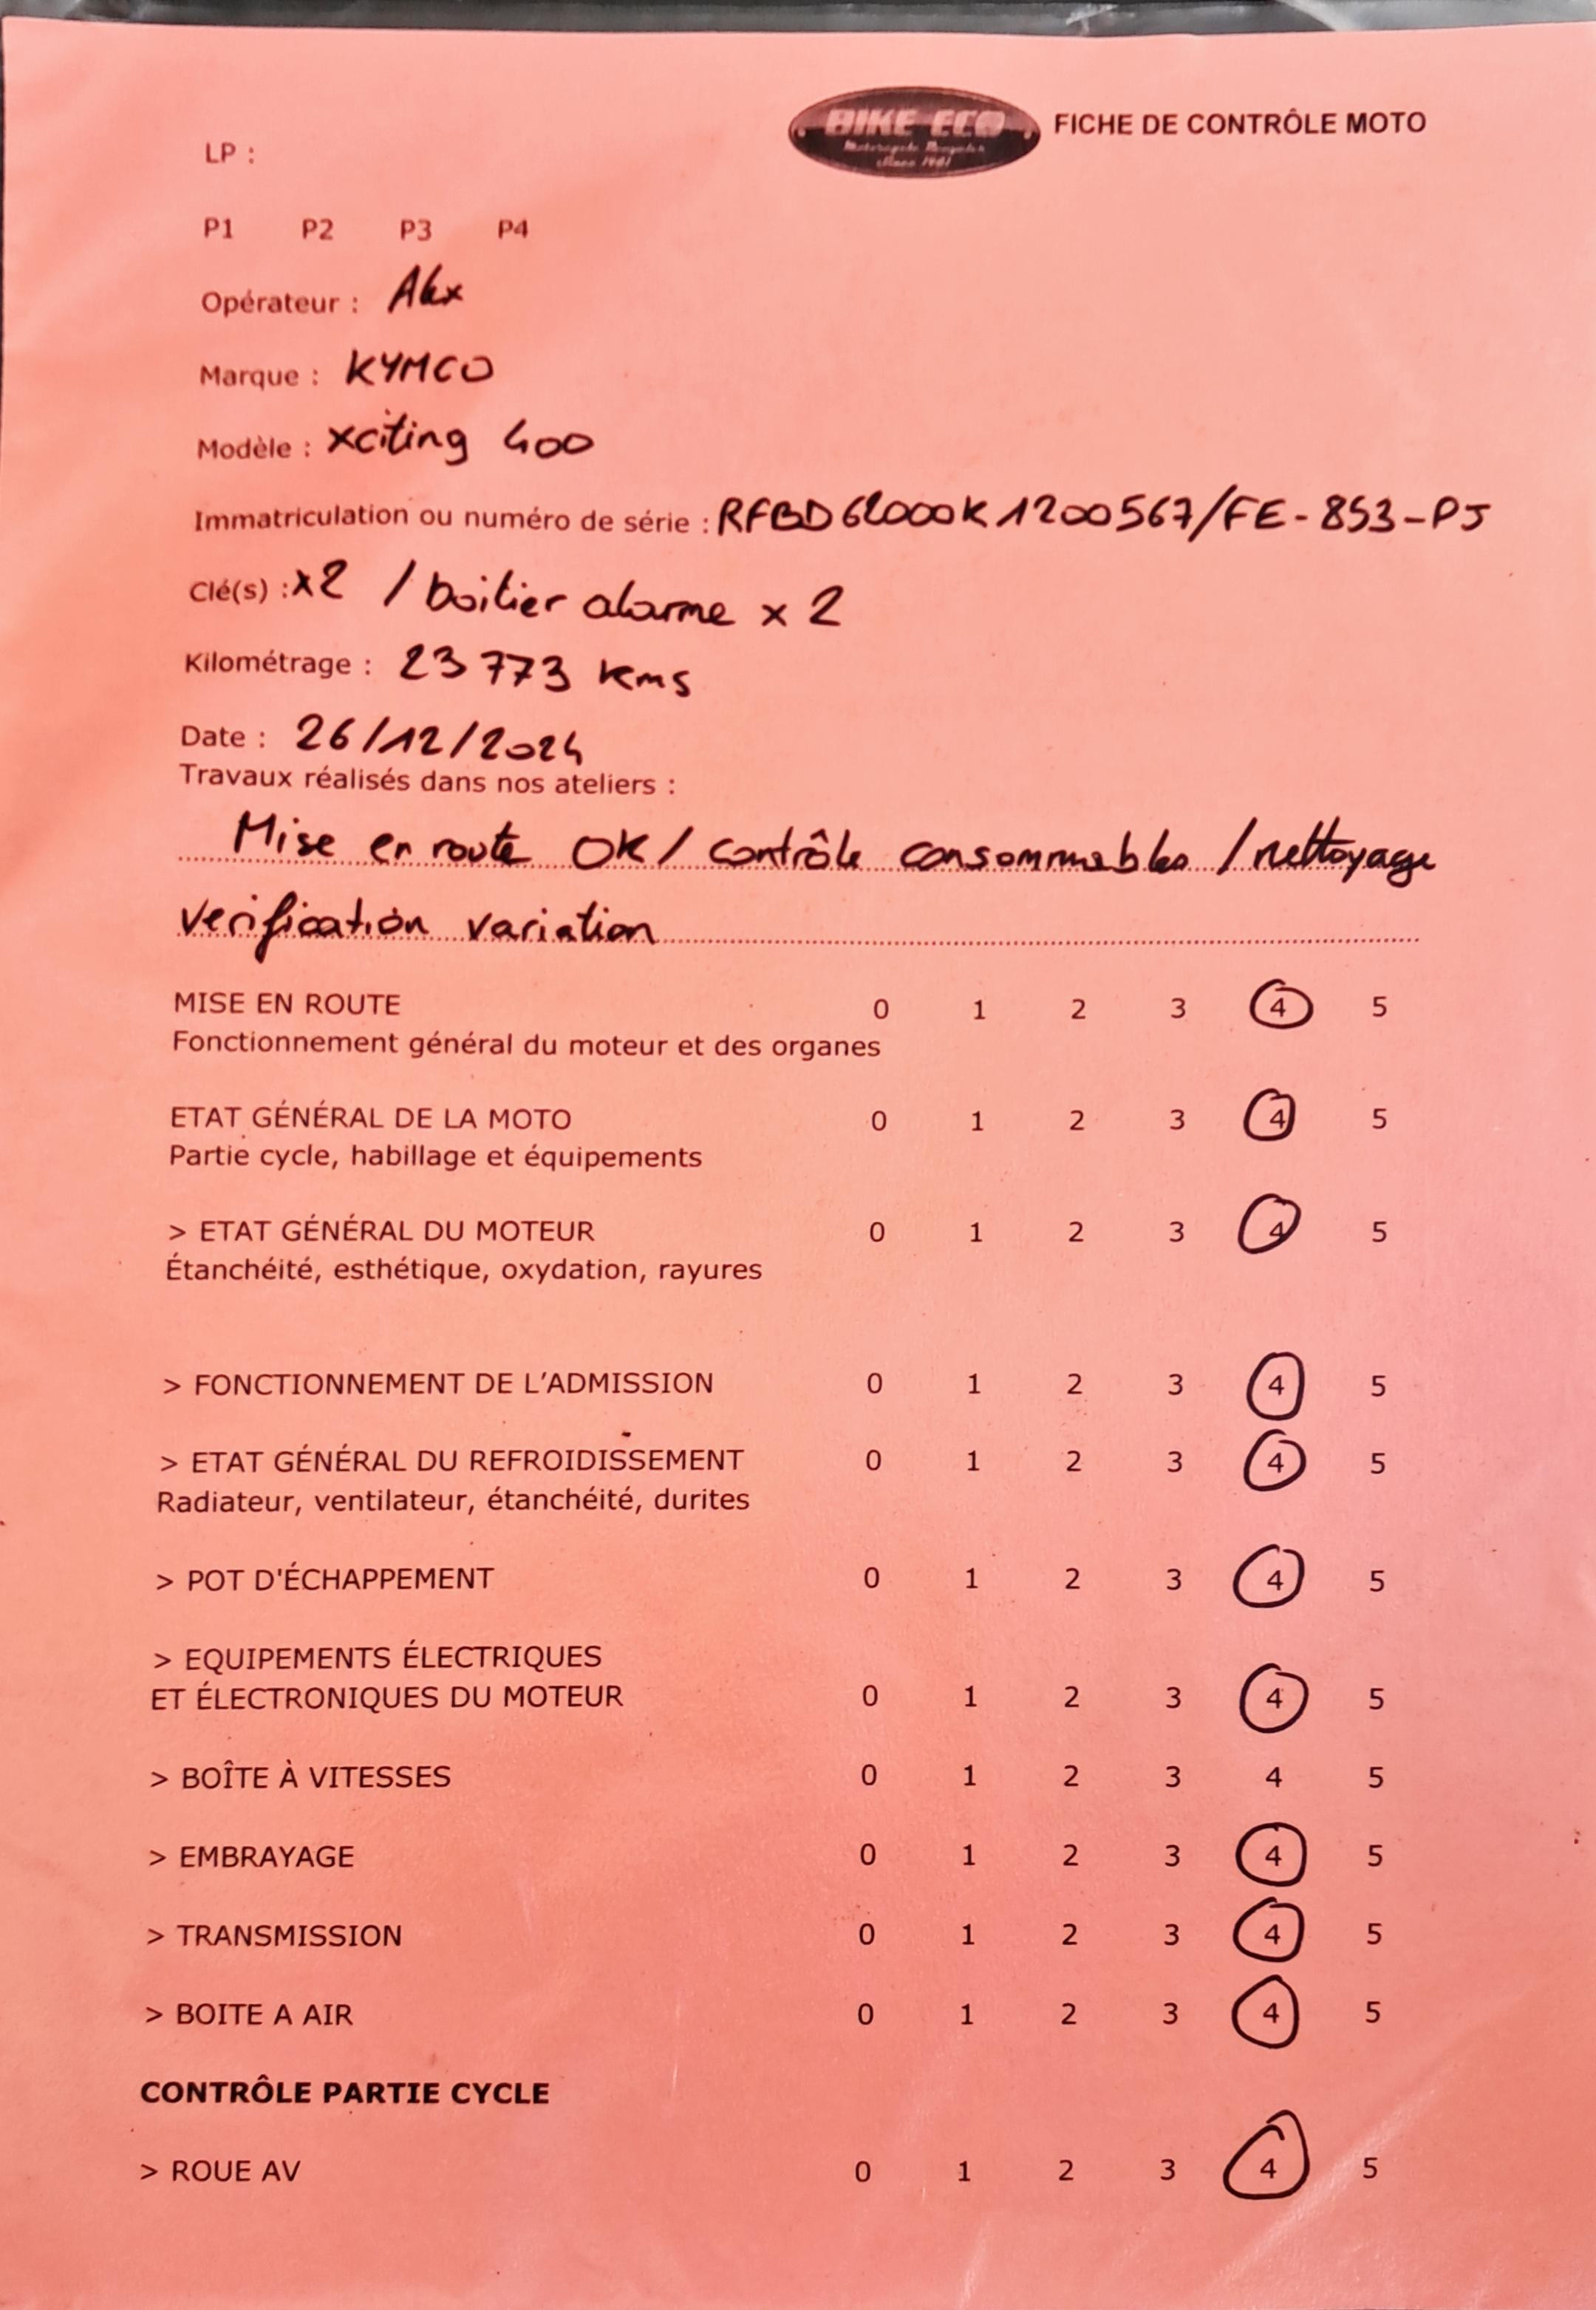 BIKE ECO
FICHE DE CONTRÔLE MOTO
Motorcycle Recycler
since 1981
LP :
P1 P2 P3 P4
Opérateur : Alex
Marque : KYMCO
Modèle : xciting 400
Immatriculation ou numéro de série : RFBD62000K1200567/FE-853-PJ
Clé(s) : x2 / boitier alarme x 2
Kilométrage : 23 773 kms
Date : 26/12/2024
Travaux réalisés dans nos ateliers :
Mise en route OK / contrôle consommables / nettoyage
verification variation
MISE EN ROUTE 0 1 2 3 4 5
Fonctionnement général du moteur et des organes
ETAT GÉNÉRAL DE LA MOTO 0 1 2 3 4 5
Partie cycle, habillage et équipements
> ETAT GÉNÉRAL DU MOTEUR 0 1 2 3 4 5
Étanchéité, esthétique, oxydation, rayures
> FONCTIONNEMENT DE L'ADMISSION 0 1 2 3 4 5
> ETAT GÉNÉRAL DU REFROIDISSEMENT 0 1 2 3 4 5
Radiateur, ventilateur, étanchéité, durites
> POT D'ÉCHAPPEMENT 0 1 2 3 4 5
> EQUIPEMENTS ÉLECTRIQUES
ET ÉLECTRONIQUES DU MOTEUR 0 1 2 3 4 5
> BOÎTE À VITESSES 0 1 2 3 4 5
> EMBRAYAGE 0 1 2 3 4 5
> TRANSMISSION 0 1 2 3 4 5
> BOITE A AIR 0 1 2 3 4 5
CONTRÔLE PARTIE CYCLE
> ROUE AV 0 1 2 3 4 5